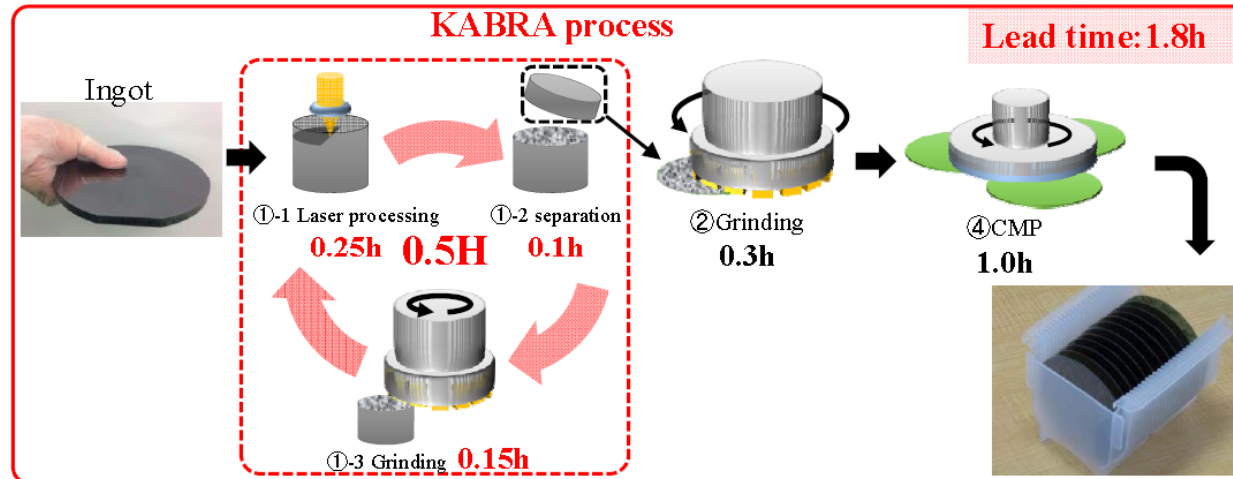 KABRA process
Lead time:1.8h
Ingot
①-1 Laser processing
0.25h
0.5H
①-2 separation
0.1h
①-3 Grinding 0.15h
②Grinding
0.3h
④CMP
1.0h